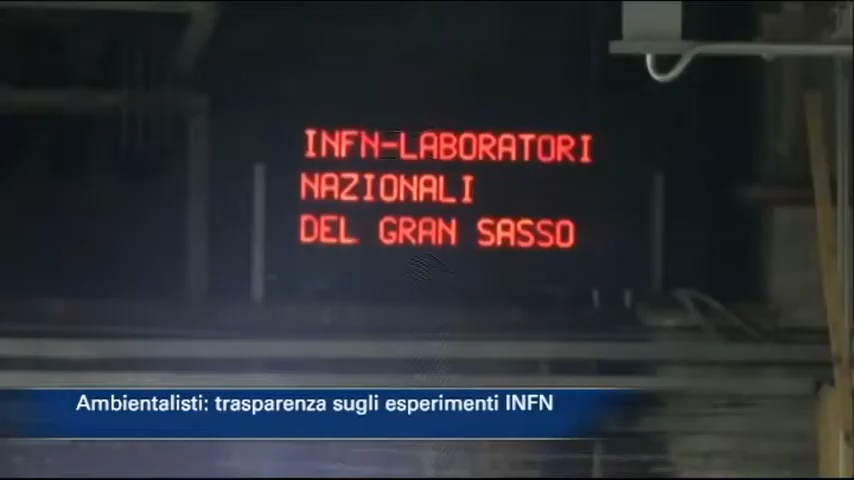 INFN-LABORATORI
NAZIONALI
DEL GRAN SASSO
Ambientalisti: trasparenza sugli esperimenti INFN